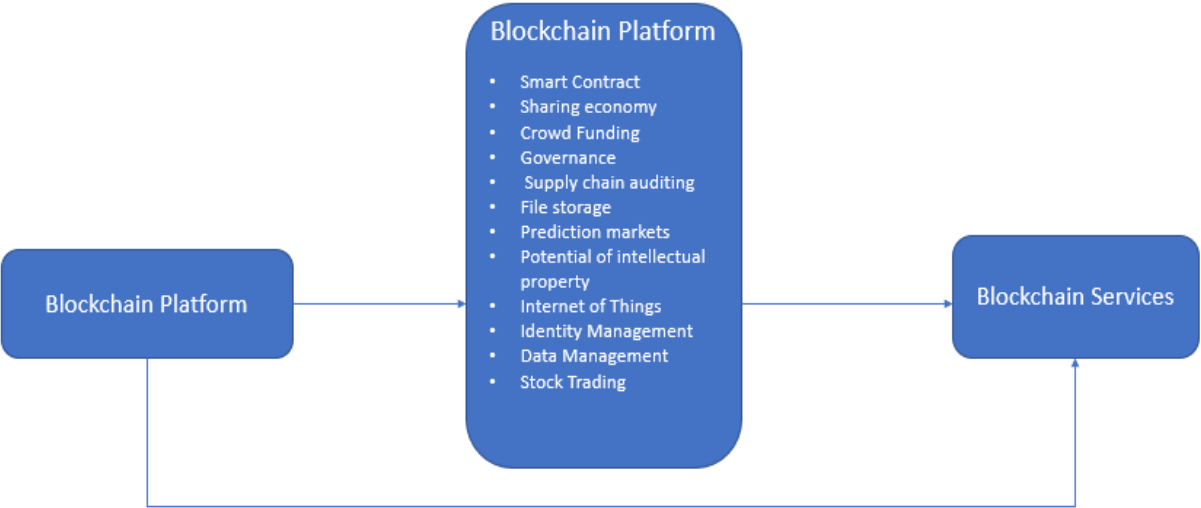 Blockchain Platform
• Smart Contract
• Sharing economy
• Crowd Funding
• Governance
• Supply chain auditing
• File storage
• Prediction markets
• Potential of intellectual
property
• Internet of Things
• Identity Management
• Data Management
• Stock Trading
Blockchain Platform
Blockchain Services